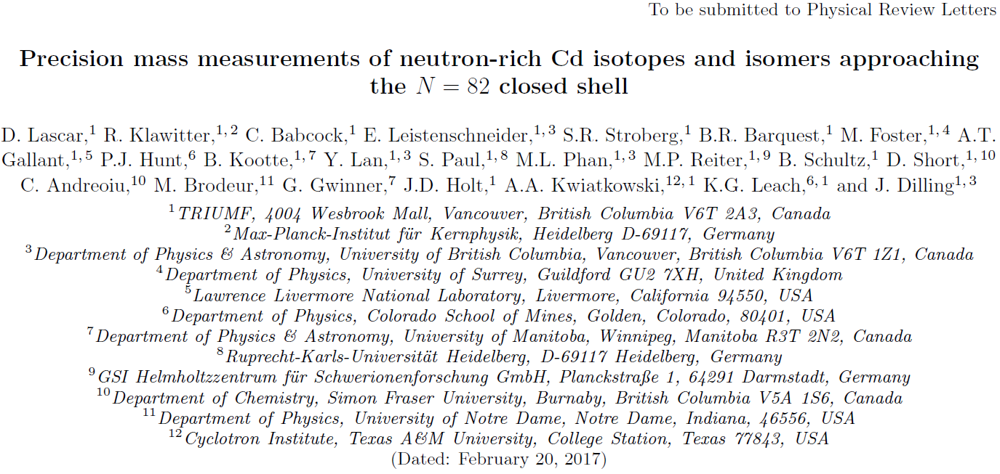 To be submitted to Physical Review Letters
Precision mass measurements of neutron-rich Cd isotopes and isomers approaching
the N = 82 closed shell
D. Lascar,1 R. Klawitter,1, 2 C. Babcock,1 E. Leistenschneider,1, 3 S.R. Stroberg,1 B.R. Barquest,1 M. Foster,1, 4 A.T.
Gallant,1, 5 P.J. Hunt,6 B. Kootte,1, 7 Y. Lan,1, 3 S. Paul,1, 8 M.L. Phan,1, 3 M.P. Reiter,1, 9 B. Schultz,1 D. Short,1, 10
C. Andreoiu,10 M. Brodeur,11 G. Gwinner,7 J.D. Holt,1 A.A. Kwiatkowski,12, 1 K.G. Leach,6, 1 and J. Dilling1, 3
1 TRIUMF, 4004 Wesbrook Mall, Vancouver, British Columbia V6T 2A3, Canada
2 Max-Planck-Institut für Kernphysik, Heidelberg D-69117, Germany
3 Department of Physics & Astronomy, University of British Columbia, Vancouver, British Columbia V6T 1Z1, Canada
4 Department of Physics, University of Surrey, Guildford GU2 7XH, United Kingdom
5 Lawrence Livermore National Laboratory, Livermore, California 94550, USA
6 Department of Physics, Colorado School of Mines, Golden, Colorado, 80401, USA
7 Department of Physics & Astronomy, University of Manitoba, Winnipeg, Manitoba R3T 2N2, Canada
8 Ruprecht-Karls-Universität Heidelberg, D-69117 Heidelberg, Germany
9 GSI Helmholtzzentrum für Schwerionenforschung GmbH, Planckstraße 1, 64291 Darmstadt, Germany
10 Department of Chemistry, Simon Fraser University, Burnaby, British Columbia V5A 1S6, Canada
11 Department of Physics, University of Notre Dame, Notre Dame, Indiana, 46556, USA
12 Cyclotron Institute, Texas A&M University, College Station, Texas 77843, USA
(Dated: February 20, 2017)